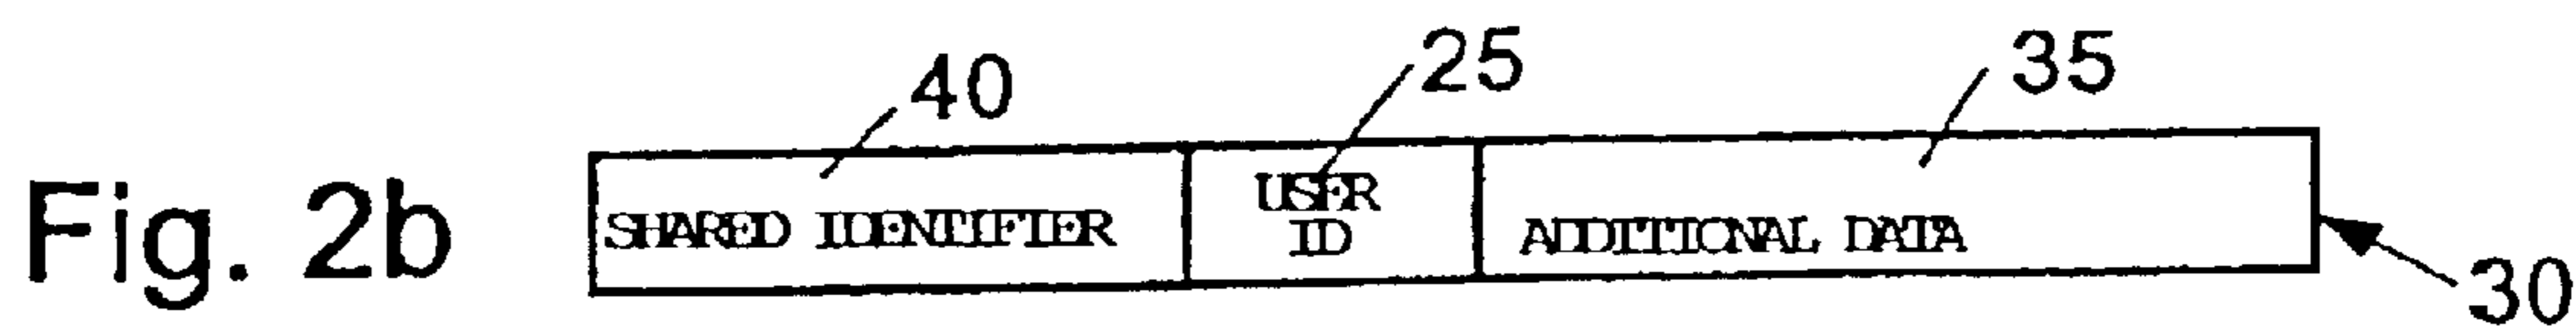 40 25 35
Fig. 2b SHARED IDENTIFIER USER ID ADDITIONAL DATA
30